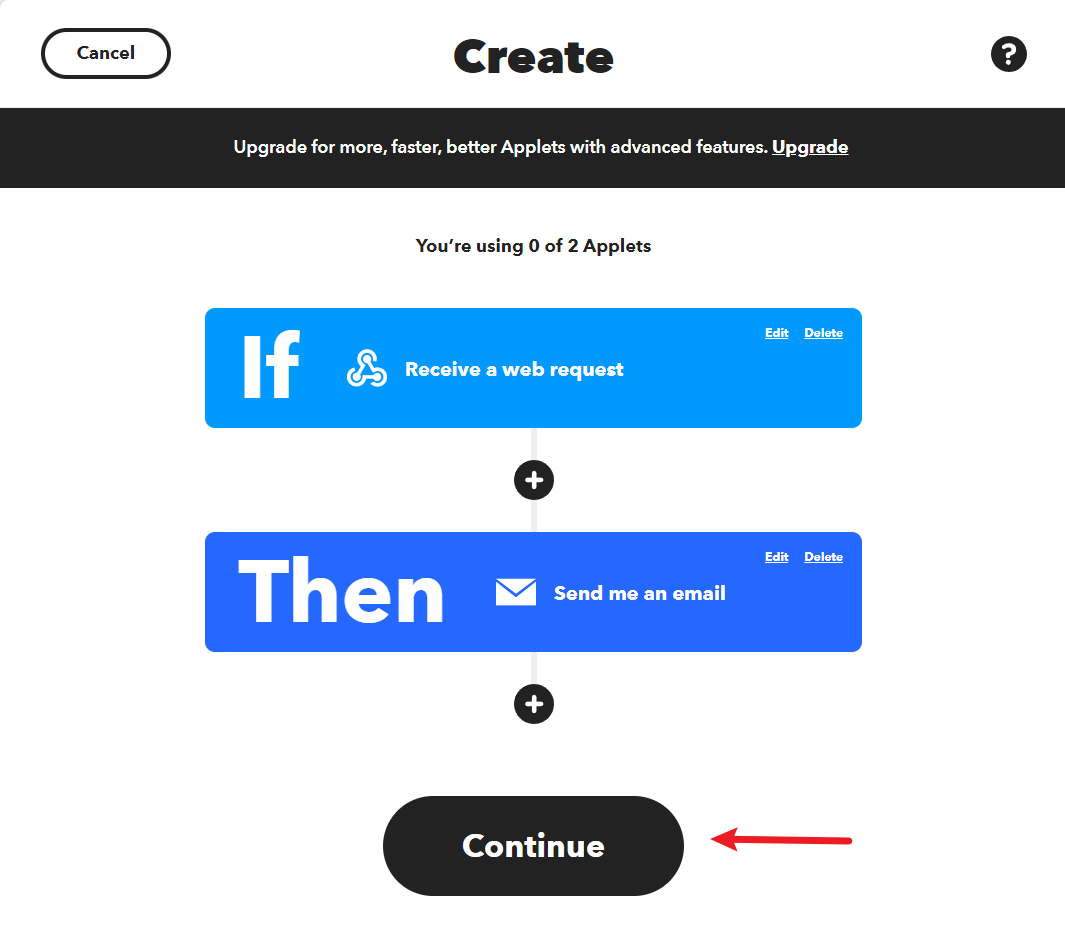 Cancel
Create
?
Upgrade for more, faster, better Applets with advanced features. Upgrade
You’re using 0 of 2 Applets
If
Receive a web request
Edit Delete
Then
Send me an email
Edit Delete
Continue